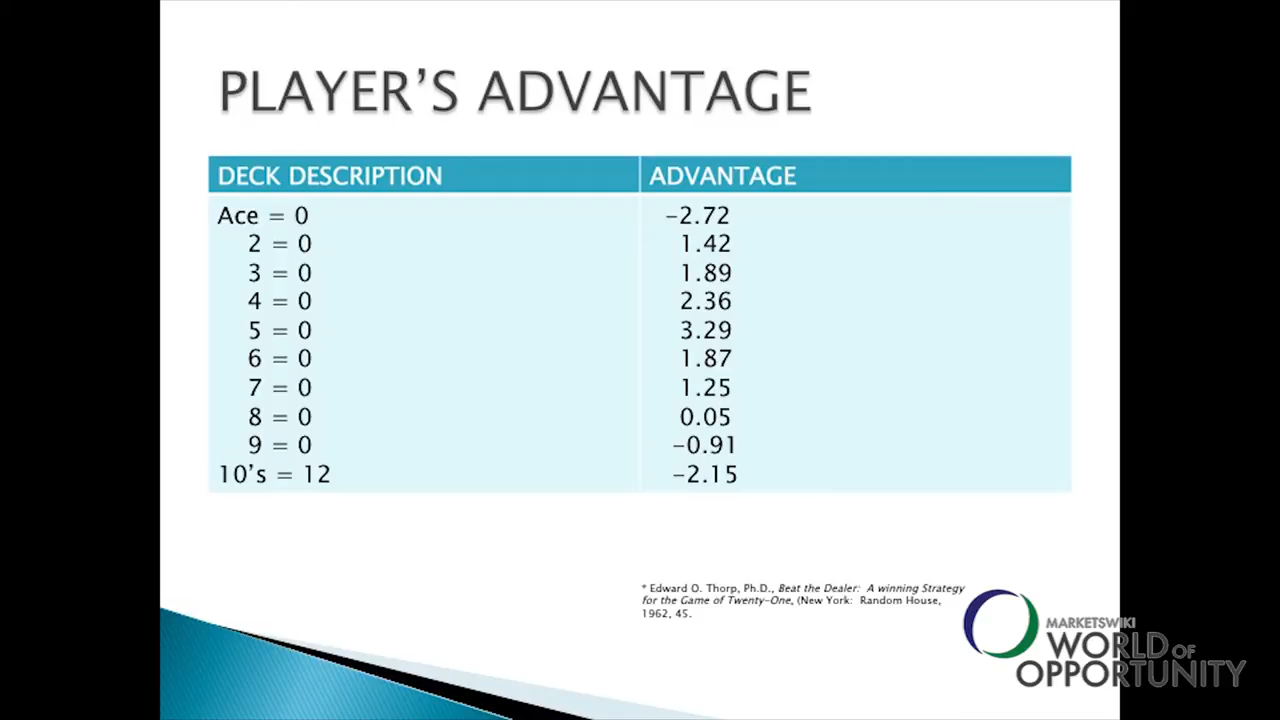 PLAYER'S ADVANTAGE
DECK DESCRIPTION ADVANTAGE
Ace = 0 -2.72
2 = 0 1.42
3 = 0 1.89
4 = 0 2.36
5 = 0 3.29
6 = 0 1.87
7 = 0 1.25
8 = 0 0.05
9 = 0 -0.91
10's = 12 -2.15
* Edward O. Thorp, Ph.D., Beat the Dealer: A winning Strategy
for the Game of Twenty-One, (New York: Random House,
1962, 45.
MARKETSWIKI
WORLD OF
OPPORTUNITY